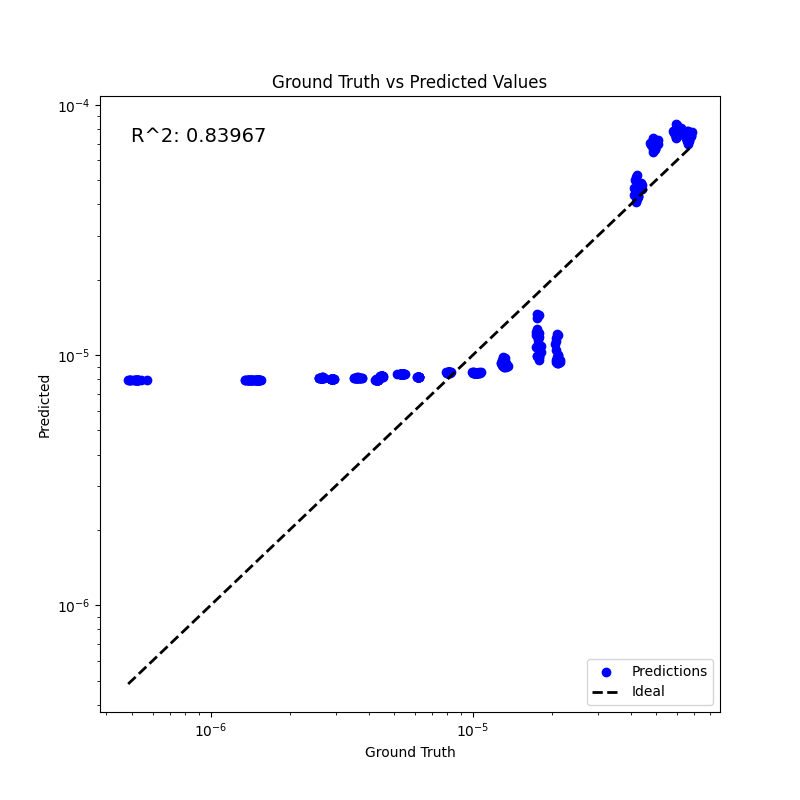 Ground Truth vs Predicted Values
R^2: 0.83967
10⁻⁴
10⁻⁵
10⁻⁶
Predicted
10⁻⁶
10⁻⁵
Ground Truth
Predictions
Ideal